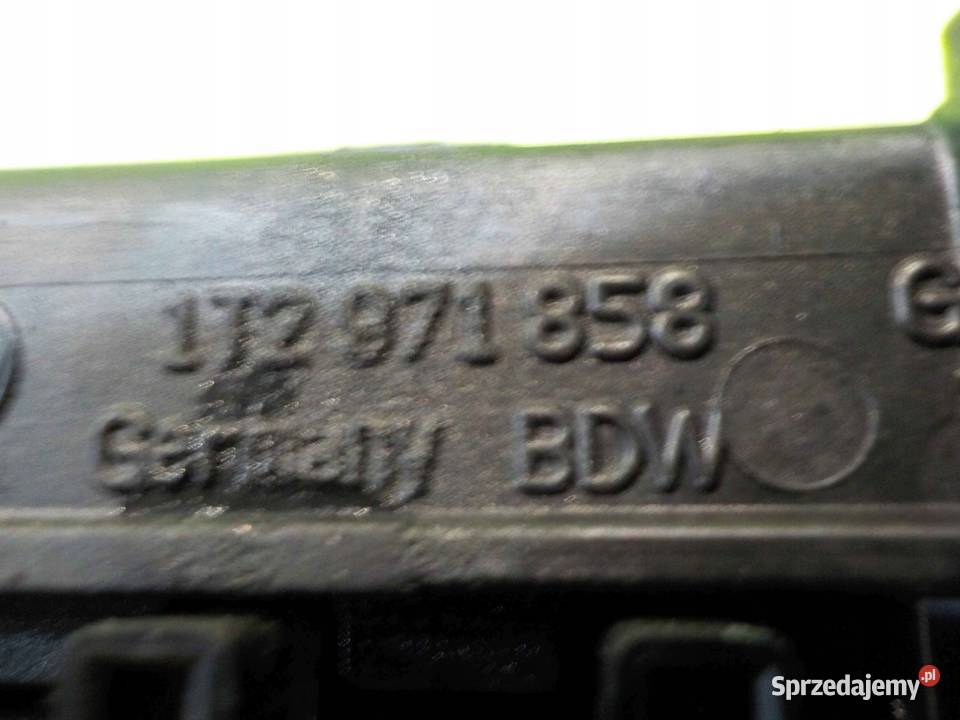 1T2 971 858 G
Germany BDW
Sprzedajemy.pl